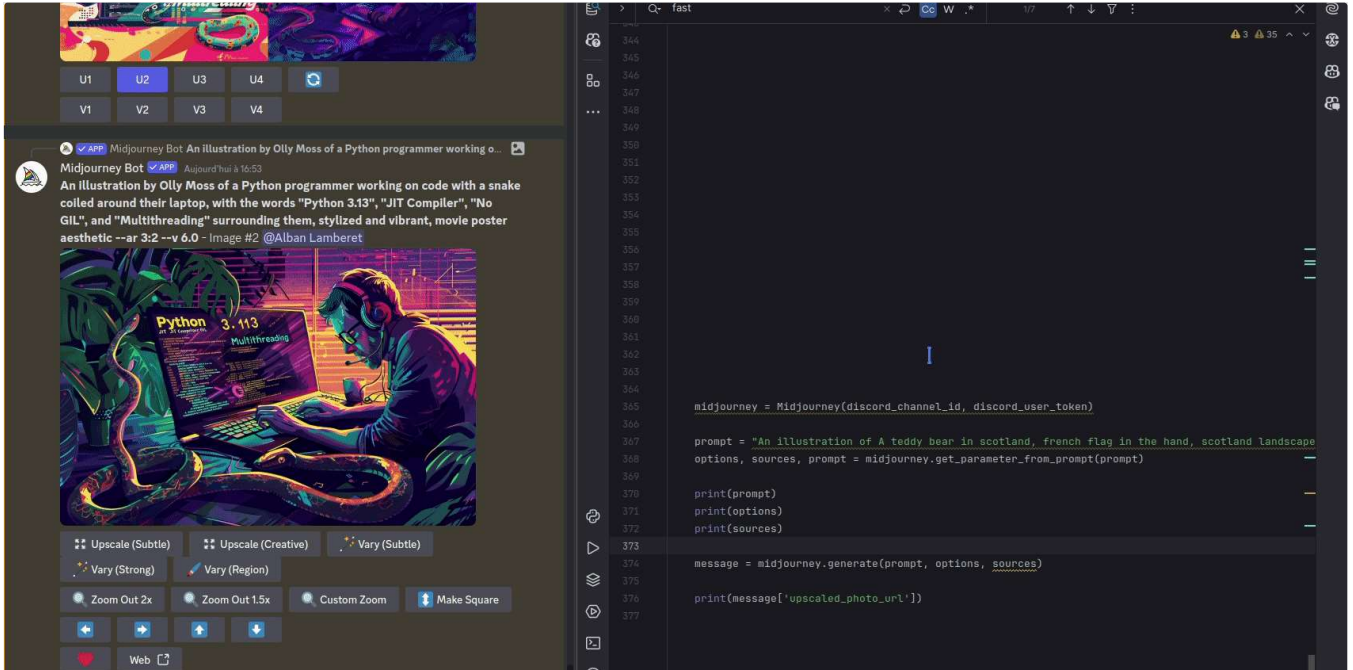 U1 U2 U3 U4
V1 V2 V3 V4
APP Midjourney Bot An illustration by Olly Moss of a Python programmer working o...
Midjourney Bot APP Aujourd'hui à 16:53
An illustration by Olly Moss of a Python programmer working on code with a snake
coiled around their laptop, with the words "Python 3.13", "JIT Compiler", "No
GIL", and "Multithreading" surrounding them, stylized and vibrant, movie poster
aesthetic --ar 3:2 --v 6.0 - Image #2 @Alban Lamberet
Python 3.113
Multithreading
Upscale (Subtle) Upscale (Creative) Vary (Subtle)
Vary (Strong) Vary (Region)
Zoom Out 2x Zoom Out 1.5x Custom Zoom Make Square
Web
fast Cc W .* 1/7
3 35
344
345
346
347
348
349
350
351
352
353
354
355
356
357
358
359
360
361
362
363
364
365 midjourney = Midjourney(discord_channel_id, discord_user_token)
366
367 prompt = "An illustration of A teddy bear in scotland, french flag in the hand, scotland landscape
368 options, sources, prompt = midjourney.get_parameter_from_prompt(prompt)
369
370 print(prompt)
371 print(options)
372 print(sources)
373
374 message = midjourney.generate(prompt, options, sources)
375
376 print(message['upscaled_photo_url'])
377